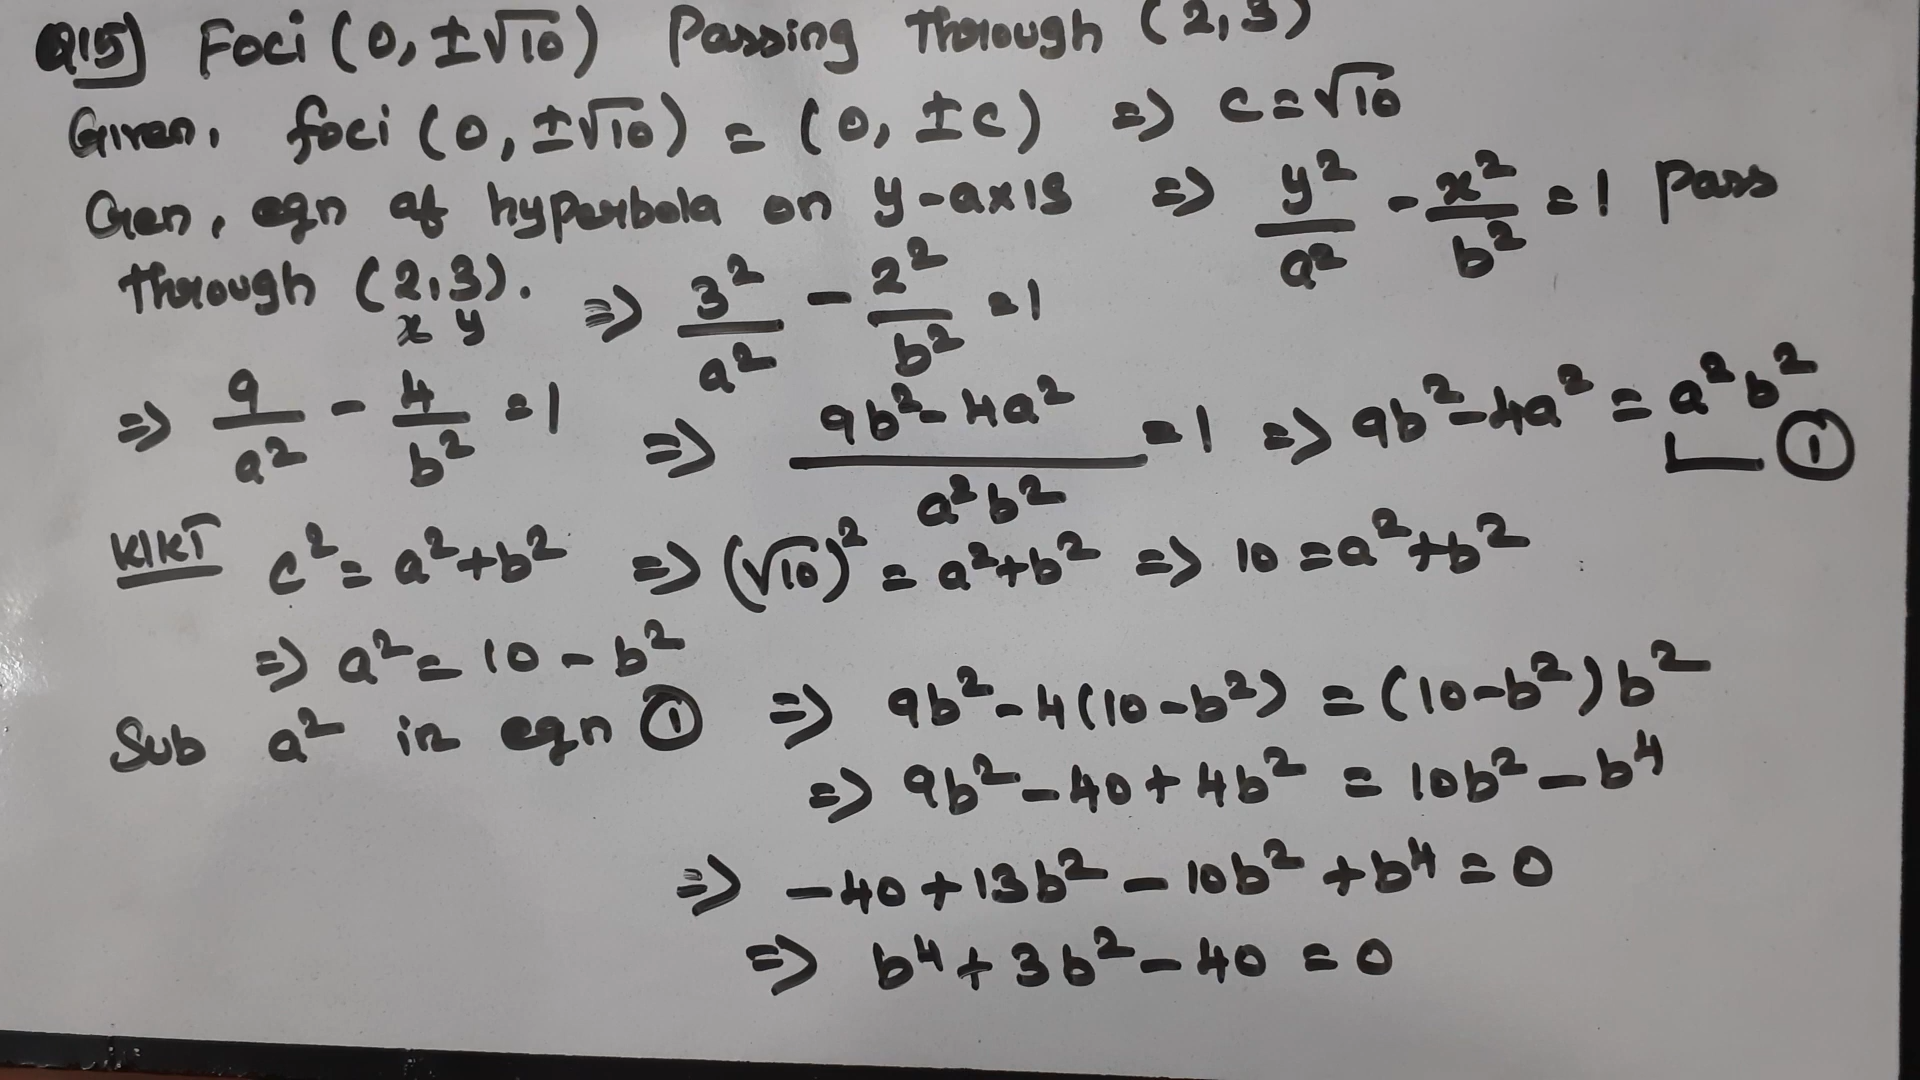 Q15) Foci (0, ±√10) Passing Through (2,3)
Given, foci (0, ±√10) = (0, ±c) => c = √10
Gen, eqn of hyperbola on y-axis => y²/a² - x²/b² = 1 Pass
through (2,3). => 3²/a² - 2²/b² = 1
x y
=> 9/a² - 4/b² = 1 => 9b²-4a²/a²b² = 1 => 9b²-4a² = a²b² ①
KIKT c² = a²+b² => (√10)² = a²+b² => 10 = a²+b²
=> a² = 10 - b²
Sub a² in eqn ① => 9b²-4(10-b²) = (10-b²)b²
=> 9b²-40+4b² = 10b²-b⁴
=> -40+13b²-10b²+b⁴ = 0
=> b⁴+3b²-40 = 0